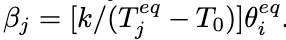 β_j = [k/(T_j^{eq} − T_0)]θ_i^{eq}.